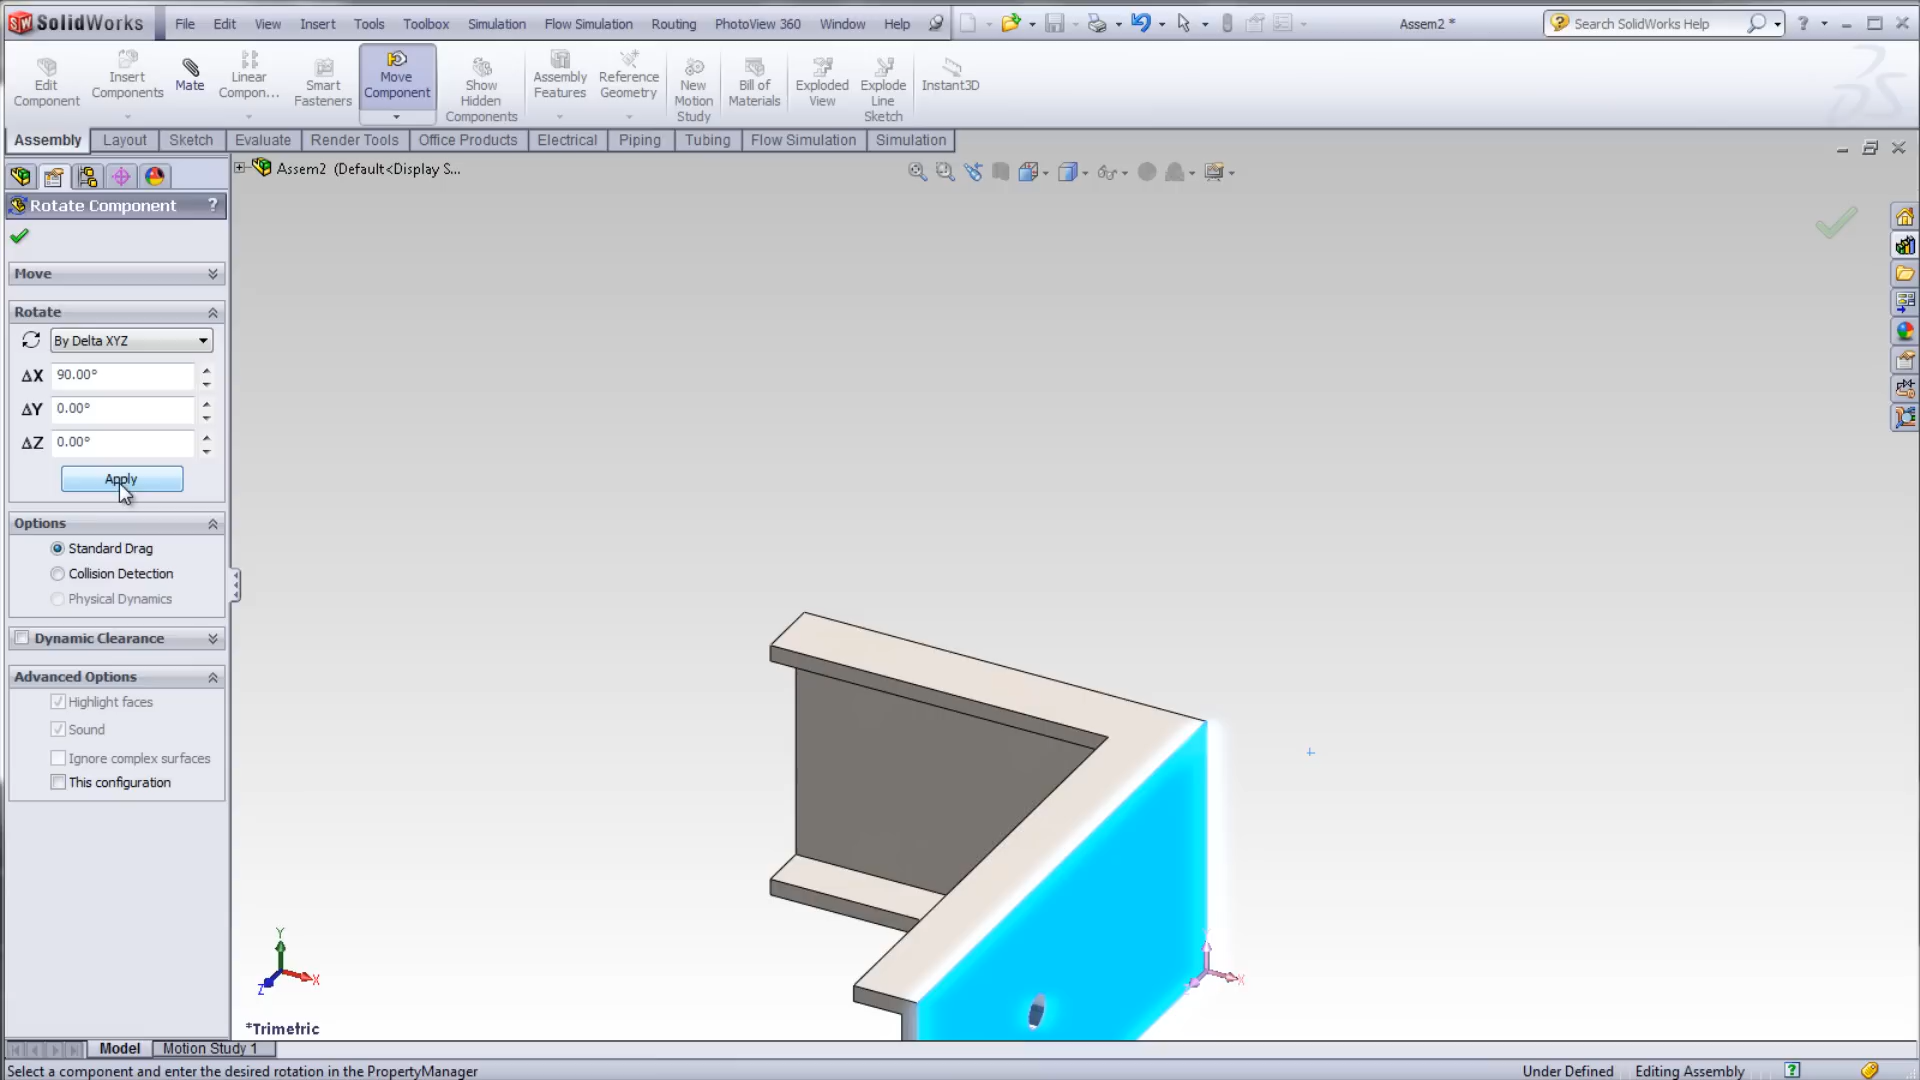 SolidWorks
File Edit View Insert Tools Toolbox Simulation Flow Simulation Routing PhotoView 360 Window Help
Assem2 *
Search SolidWorks Help
Edit Component
Insert Components
Mate
Linear Compon...
Smart Fasteners
Move Component
Show Hidden Components
Assembly Features
Reference Geometry
New Motion Study
Bill of Materials
Exploded View
Explode Line Sketch
Instant3D
Assembly Layout Sketch Evaluate Render Tools Office Products Electrical Piping Tubing Flow Simulation Simulation
Assem2 (Default<Display S...
Rotate Component ?
Move
Rotate
By Delta XYZ
ΔX 90.00°
ΔY 0.00°
ΔZ 0.00°
Apply
Options
Standard Drag
Collision Detection
Physical Dynamics
Dynamic Clearance
Advanced Options
Highlight faces
Sound
Ignore complex surfaces
This configuration
Y
X
Z
X
*Trimetric
Model Motion Study 1
Select a component and enter the desired rotation in the PropertyManager
Under Defined Editing Assembly ?